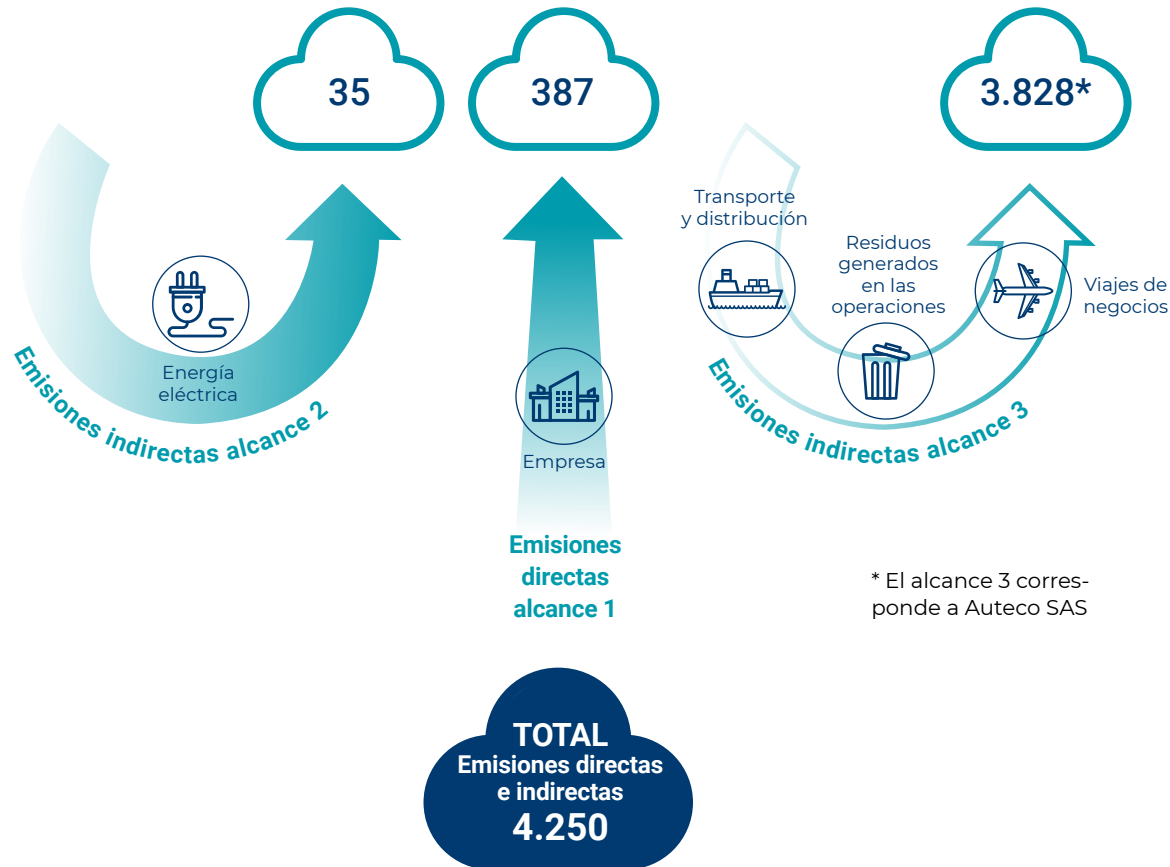 35
387
3.828*
Energía
eléctrica
Emisiones indirectas alcance 2
Empresa
Emisiones
directas
alcance 1
Transporte
y distribución
Residuos
generados
en las
operaciones
Viajes de
negocios
Emisiones indirectas alcance 3
* El alcance 3 corres-
ponde a Auteco SAS
TOTAL
Emisiones directas
e indirectas
4.250